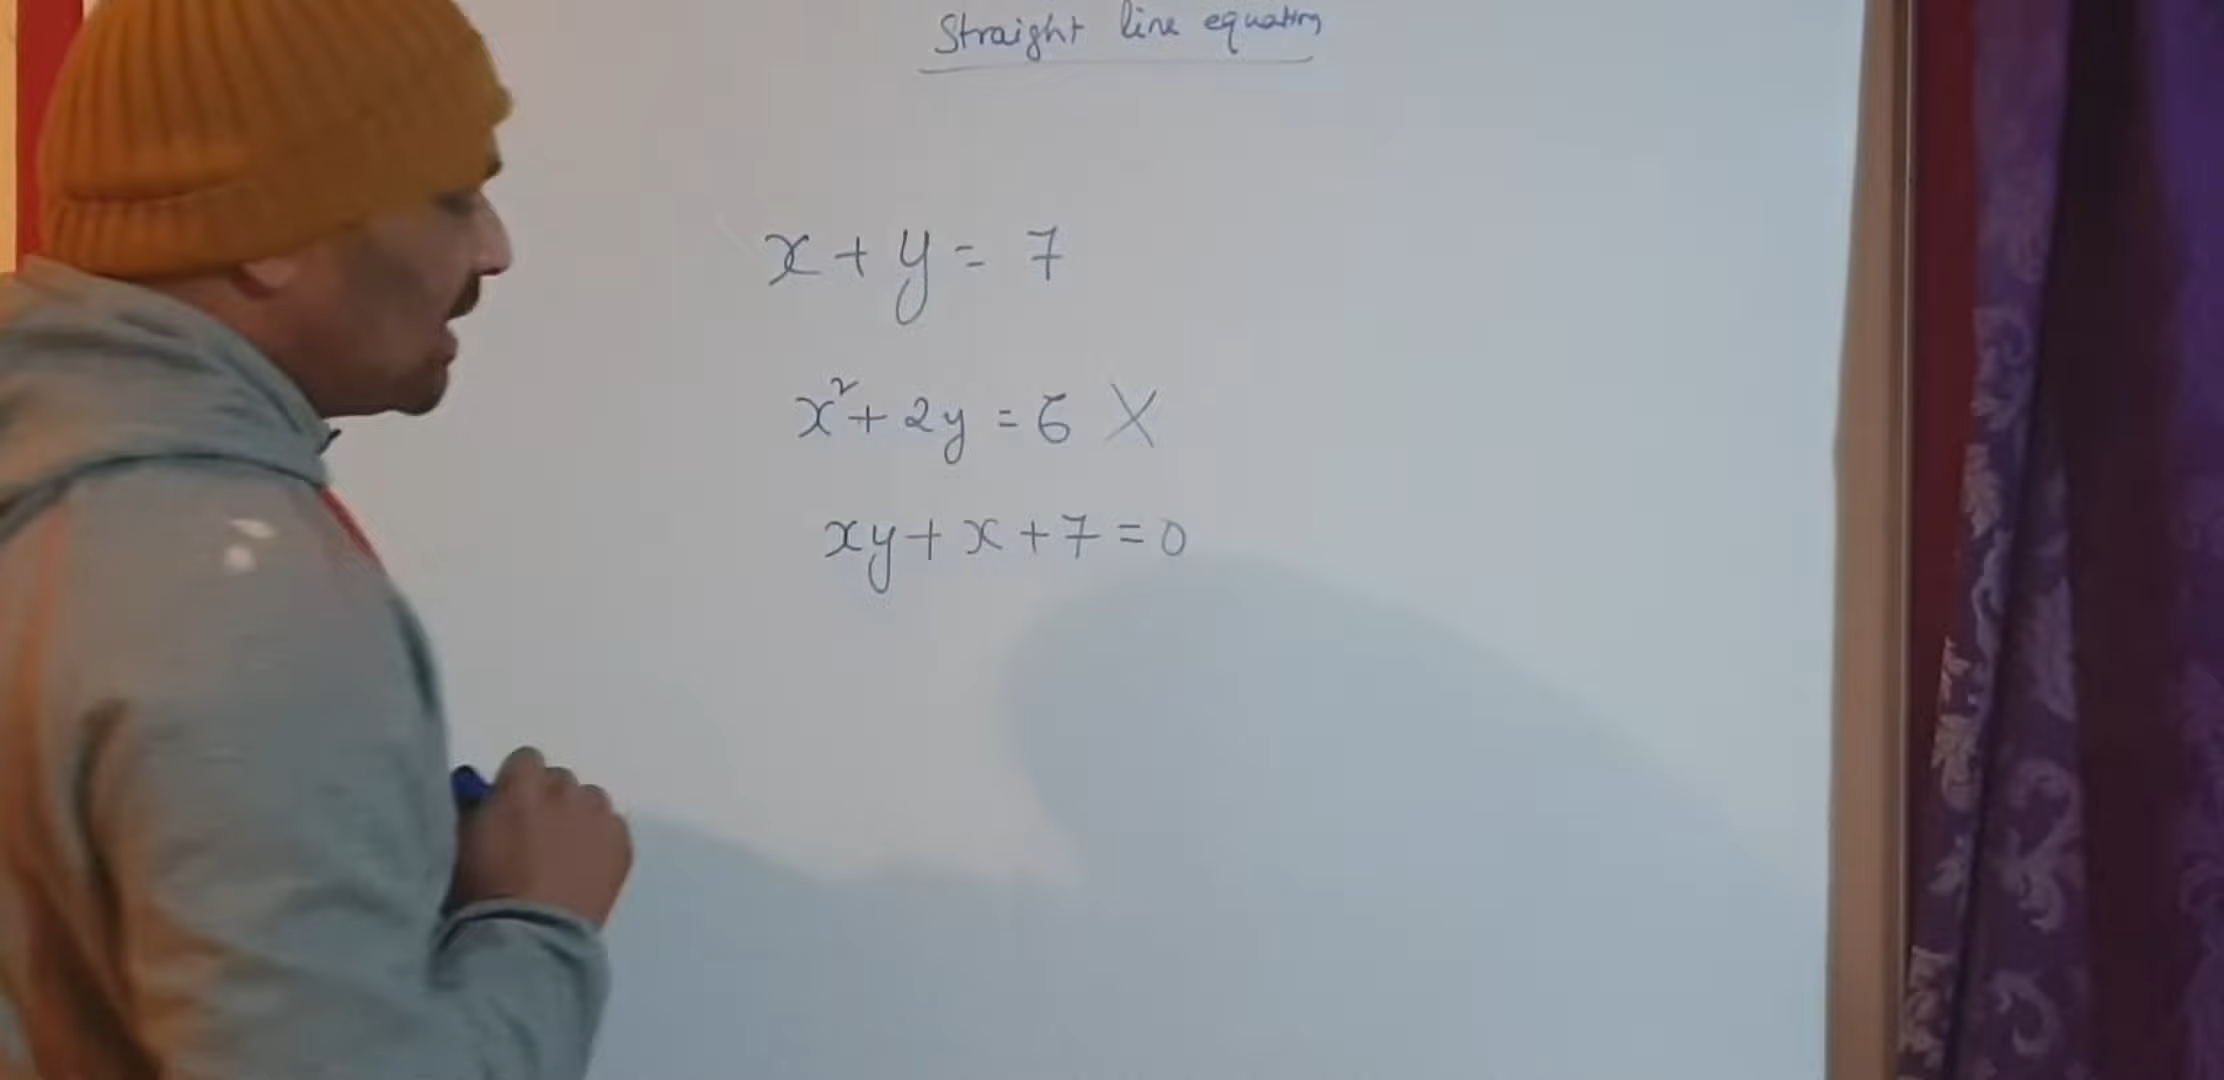 Straight line equation
x + y = 7
x² + 2y = 6 X
xy + x + 7 = 0